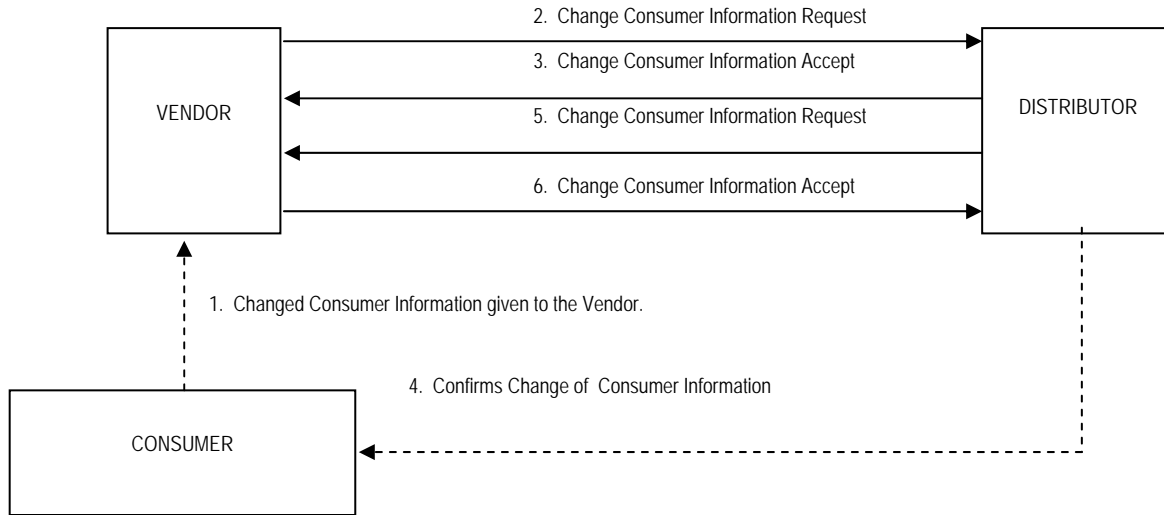 2. Change Consumer Information Request
3. Change Consumer Information Accept
VENDOR
DISTRIBUTOR
5. Change Consumer Information Request
6. Change Consumer Information Accept
1. Changed Consumer Information given to the Vendor.
4. Confirms Change of Consumer Information
CONSUMER